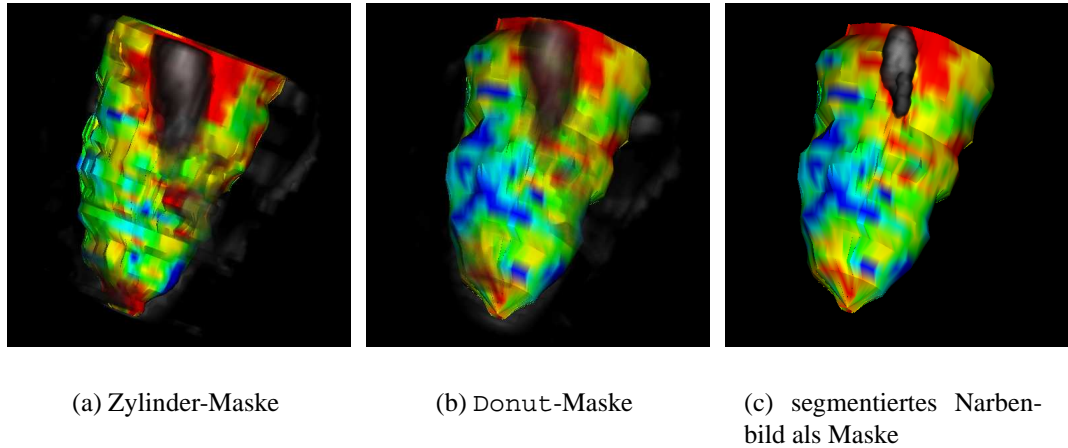 (a) Zylinder-Maske
(b) Donut-Maske
(c) segmentiertes Narben-
bild als Maske